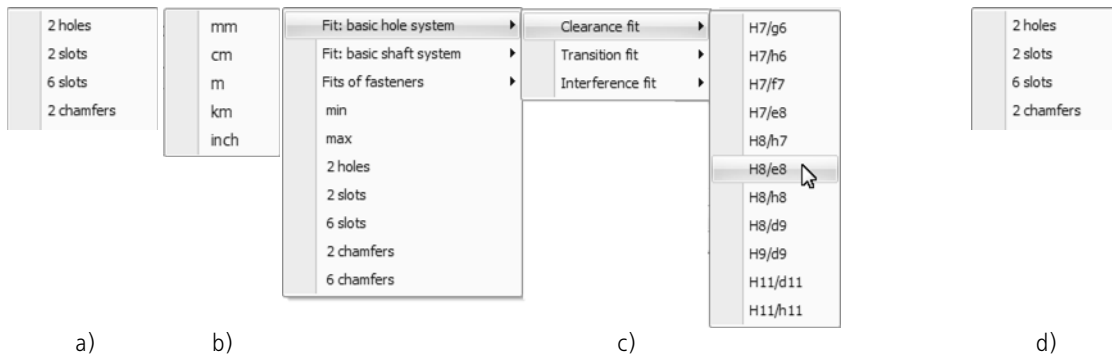 2 holes
2 slots
6 slots
2 chamfers
mm
cm
m
km
inch
Fit: basic hole system
Fit: basic shaft system
Fits of fasteners
min
max
2 holes
2 slots
6 slots
2 chamfers
6 chamfers
Clearance fit
Transition fit
Interference fit
H7/g6
H7/h6
H7/f7
H7/e8
H8/h7
H8/e8
H8/h8
H8/d9
H9/d9
H11/d11
H11/h11
2 holes
2 slots
6 slots
2 chamfers
a) b) c) d)